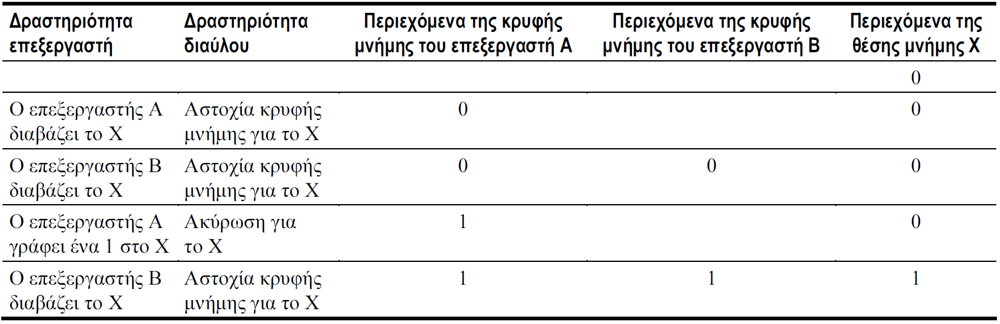 Δραστηριότητα Δραστηριότητα Περιεχόμενα της κρυφής Περιεχόμενα της κρυφής Περιεχόμενα της
επεξεργαστή διαύλου μνήμης του επεξεργαστή A μνήμης του επεξεργαστή B θέσης μνήμης X
0
Ο επεξεργαστής A Αστοχία κρυφής 0 0
διαβάζει το X μνήμης για το X
Ο επεξεργαστής B Αστοχία κρυφής 0 0 0
διαβάζει το X μνήμης για το X
Ο επεξεργαστής A Ακύρωση για 1 0
γράφει ένα 1 στο X το X
Ο επεξεργαστής B Αστοχία κρυφής 1 1 1
διαβάζει το X μνήμης για το X